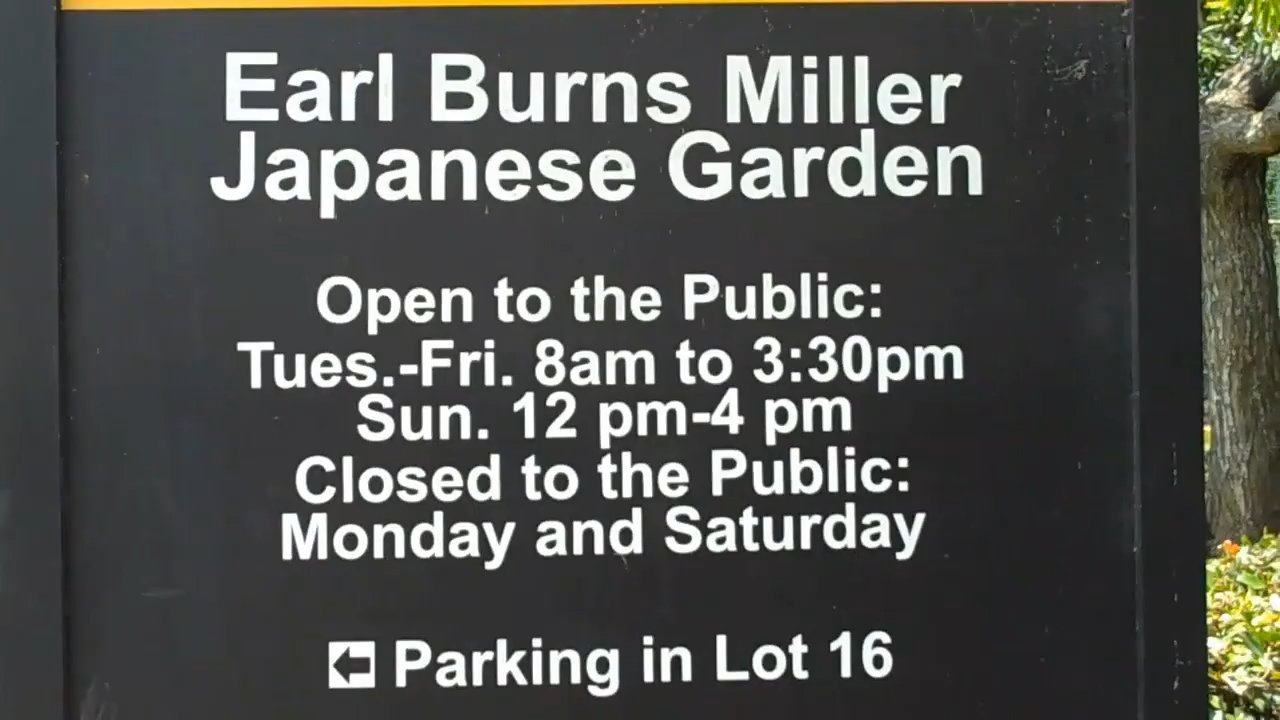 Earl Burns Miller
Japanese Garden
Open to the Public:
Tues.-Fri. 8am to 3:30pm
Sun. 12 pm-4 pm
Closed to the Public:
Monday and Saturday
Parking in Lot 16